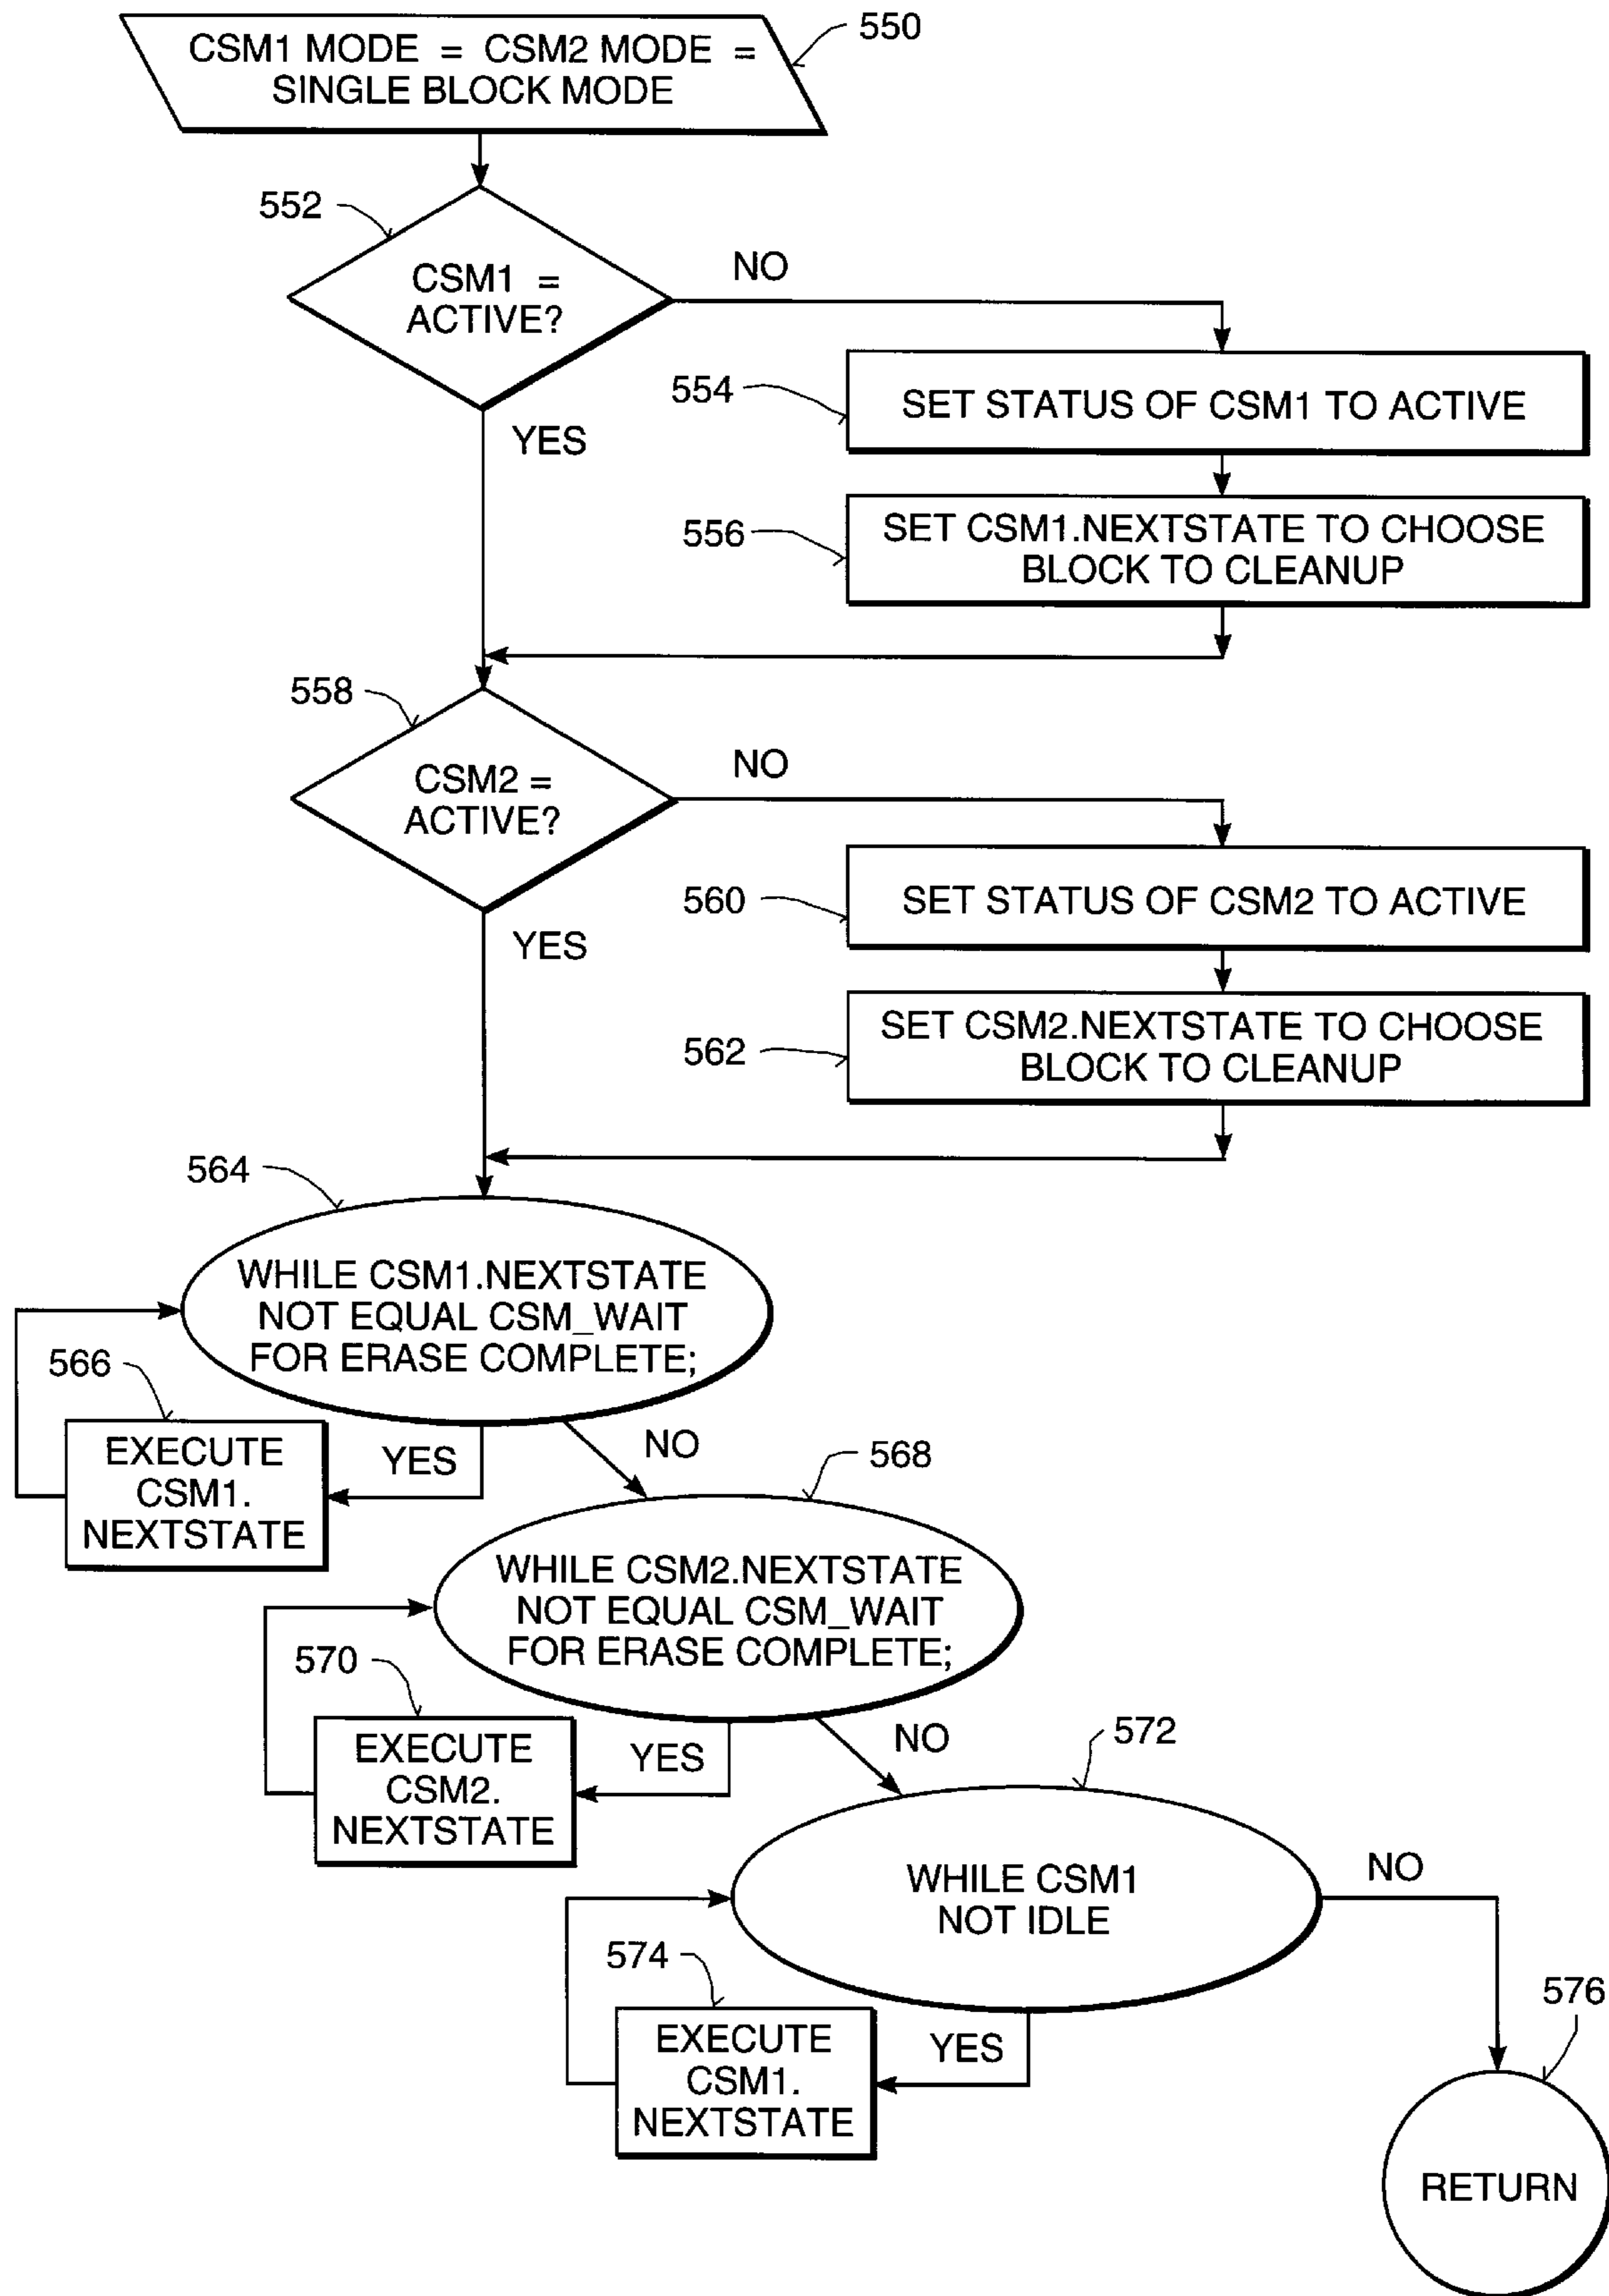 CSM1 MODE = CSM2 MODE =
SINGLE BLOCK MODE
550
552
CSM1 =
ACTIVE?
NO
YES
554
SET STATUS OF CSM1 TO ACTIVE
556
SET CSM1.NEXTSTATE TO CHOOSE
BLOCK TO CLEANUP
558
CSM2 =
ACTIVE?
NO
YES
560
SET STATUS OF CSM2 TO ACTIVE
562
SET CSM2.NEXTSTATE TO CHOOSE
BLOCK TO CLEANUP
564
WHILE CSM1.NEXTSTATE
NOT EQUAL CSM_WAIT
FOR ERASE COMPLETE;
566
EXECUTE
CSM1.
NEXTSTATE
YES
NO
568
WHILE CSM2.NEXTSTATE
NOT EQUAL CSM_WAIT
FOR ERASE COMPLETE;
570
EXECUTE
CSM2.
NEXTSTATE
YES
NO
572
WHILE CSM1
NOT IDLE
NO
574
EXECUTE
CSM1.
NEXTSTATE
YES
576
RETURN